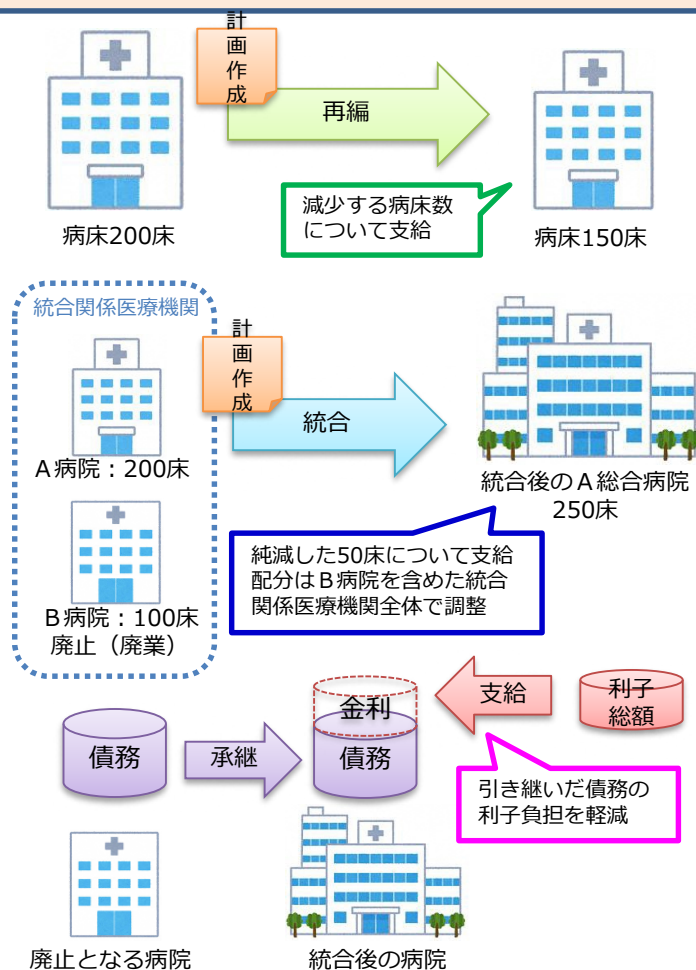 計
画
作
成
再編
減少する病床数
について支給
病床200床
病床150床
統合関係医療機関
計
画
作
成
統合
A病院：200床
統合後のA総合病院
250床
純減した50床について支給
配分はB病院を含めた統合
関係医療機関全体で調整
B病院：100床
廃止（廃業）
債務
承継
金利
債務
支給
利子
総額
引き継いだ債務の
利子負担を軽減
廃止となる病院
統合後の病院